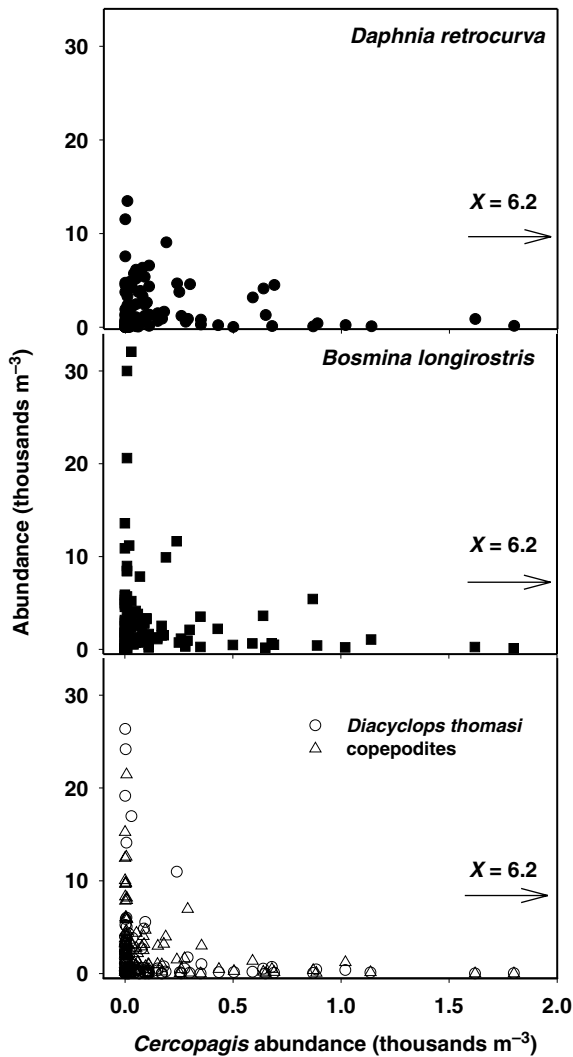 Daphnia retrocurva
30
20
X = 6.2
10
0
Bosmina longirostris
30
20
X = 6.2
10
0
Abundance (thousands m–3)
30
Diacyclops thomasi
copepodites
20
X = 6.2
10
0
0.0 0.5 1.0 1.5 2.0
Cercopagis abundance (thousands m–3)